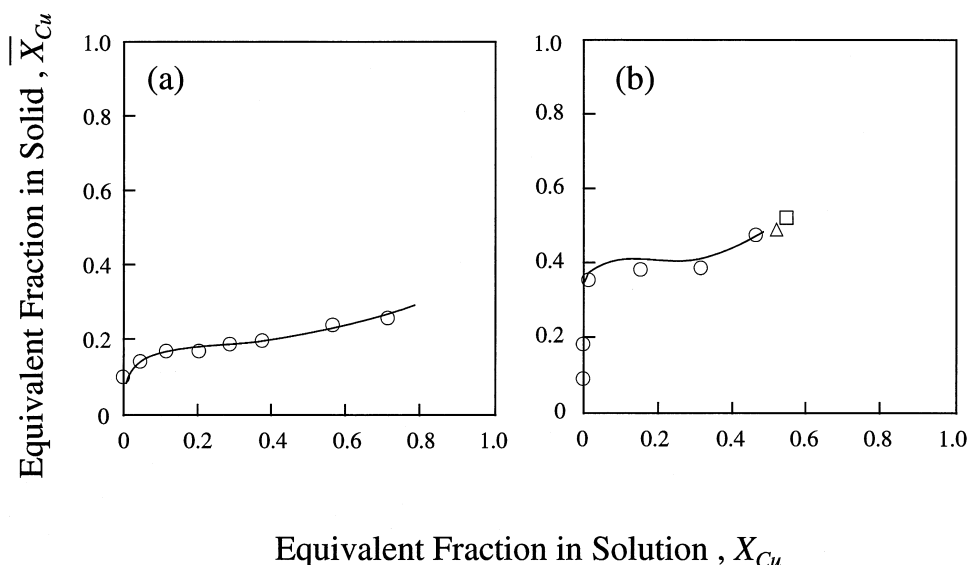 Equivalent Fraction in Solid , X̅Cu
(a)
1.0
0.8
0.6
0.4
0.2
0
0 0.2 0.4 0.6 0.8 1.0
(b)
1.0
0.8
0.6
0.4
0.2
0
0 0.2 0.4 0.6 0.8 1.0
Equivalent Fraction in Solution , XCu